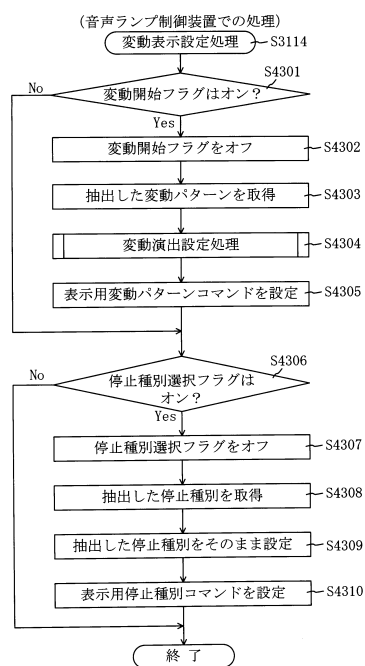 (音声ランプ制御装置での処理)
変動表示設定処理
S3114
S4301
変動開始フラグはオン？
No
Yes
変動開始フラグをオフ
S4302
抽出した変動パターンを取得
S4303
変動演出設定処理
S4304
表示用変動パターンコマンドを設定
S4305
S4306
停止種別選択フラグは
オン？
No
Yes
停止種別選択フラグをオフ
S4307
抽出した停止種別を取得
S4308
抽出した停止種別をそのまま設定
S4309
表示用停止種別コマンドを設定
S4310
終了